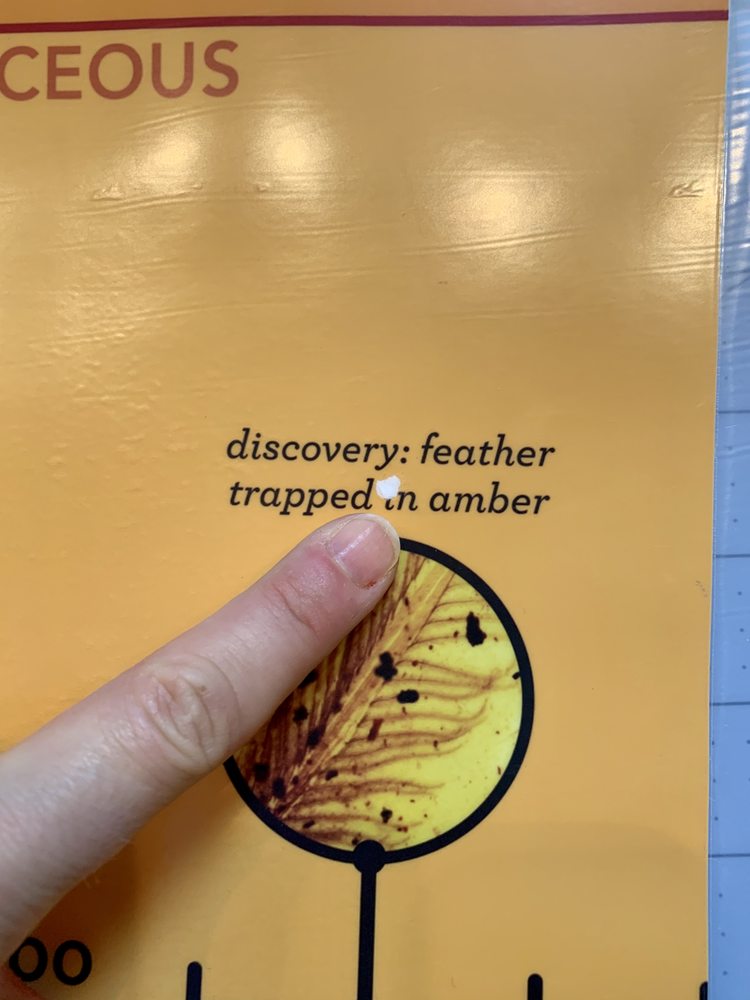 CEOUS
discovery: feather
trapped in amber
00